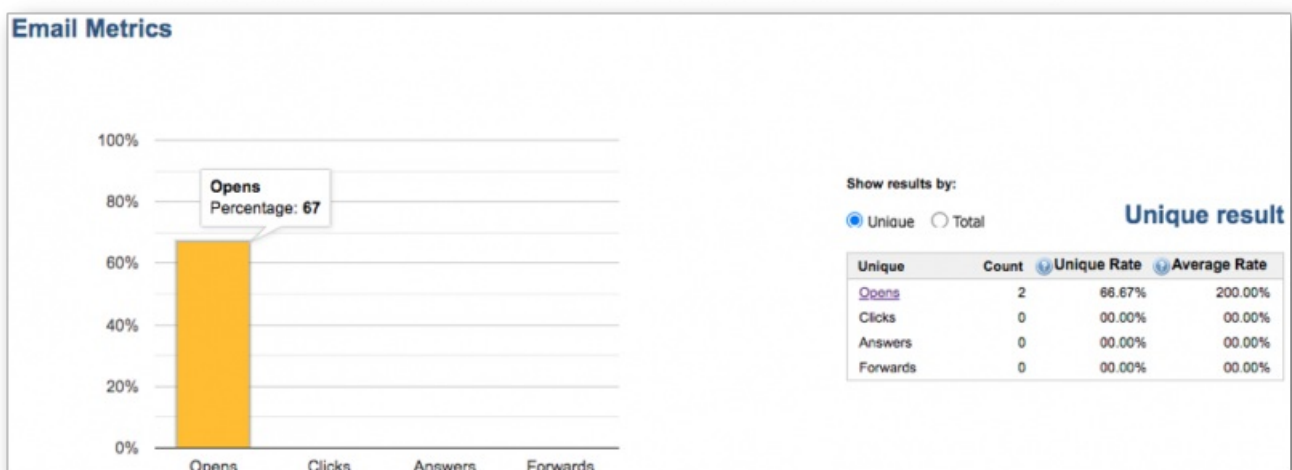 Email Metrics
100%
80%
60%
40%
20%
0%
Opens
Percentage: 67
Opens Clicks Answers Forwards
Show results by:
Unique Total
Unique result
Unique Count Unique Rate Average Rate
Opens 2 66.67% 200.00%
Clicks 0 00.00% 00.00%
Answers 0 00.00% 00.00%
Forwards 0 00.00% 00.00%